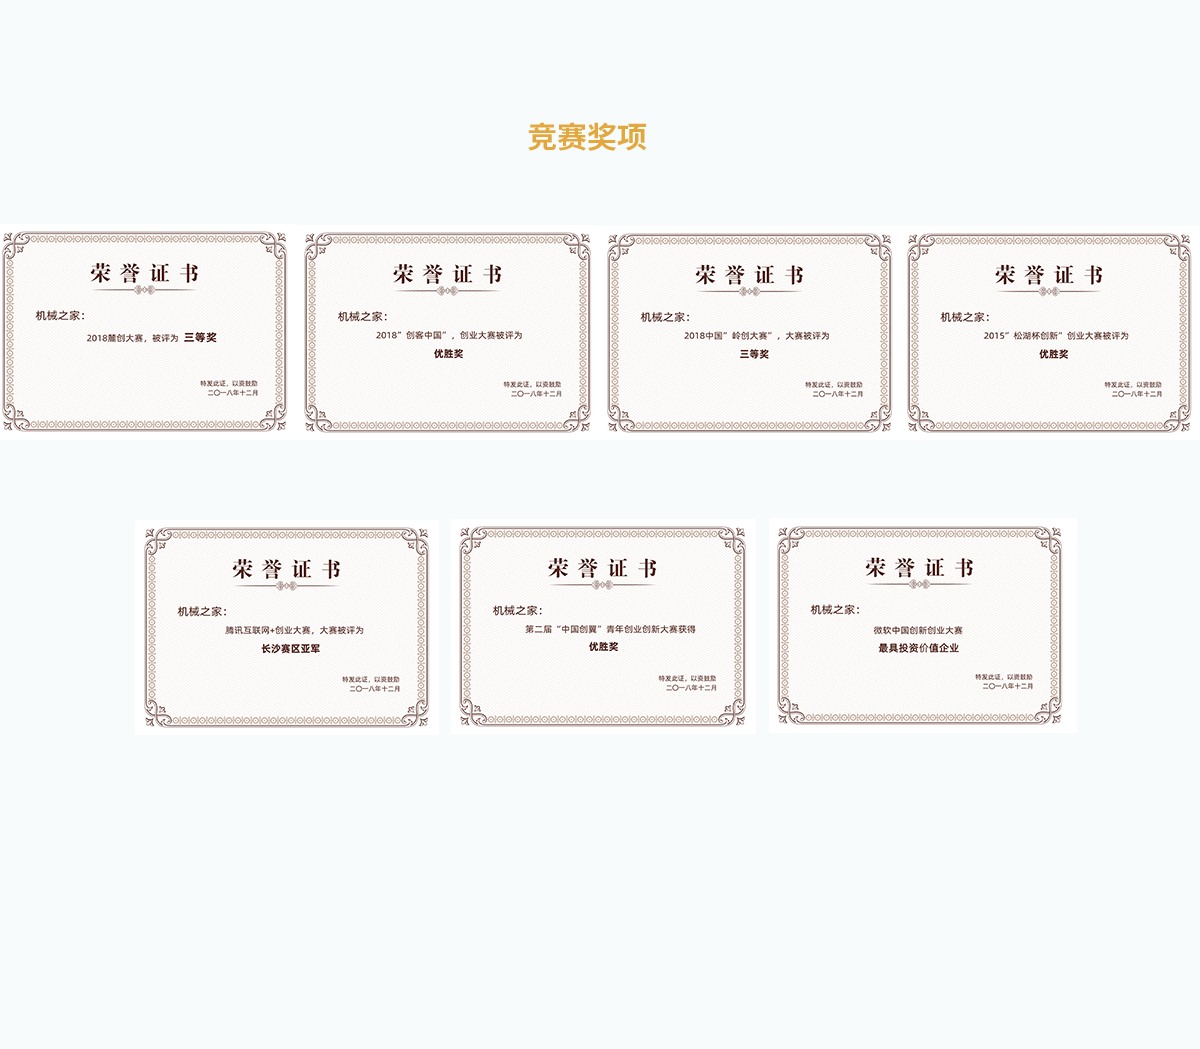 竞赛奖项
荣誉证书
机械之家：
2018麓创大赛，被评为 三等奖
特发此证，以资鼓励
二〇一八年十二月
荣誉证书
机械之家：
2018”创客中国”，创业大赛被评为
优胜奖
特发此证，以资鼓励
二〇一八年十二月
荣誉证书
机械之家：
2018中国”岭创大赛”，大赛被评为
三等奖
特发此证，以资鼓励
二〇一八年十二月
荣誉证书
机械之家：
2015”松湖杯创新”创业大赛被评为
优胜奖
特发此证，以资鼓励
二〇一八年十二月
荣誉证书
机械之家：
腾讯互联网+创业大赛，大赛被评为
长沙赛区亚军
特发此证，以资鼓励
二〇一八年十二月
荣誉证书
机械之家：
第二届“中国创翼”青年创业创新大赛获得
优胜奖
特发此证，以资鼓励
二〇一八年十二月
荣誉证书
机械之家：
微软中国创新创业大赛
最具投资价值企业
特发此证，以资鼓励
二〇一八年十二月